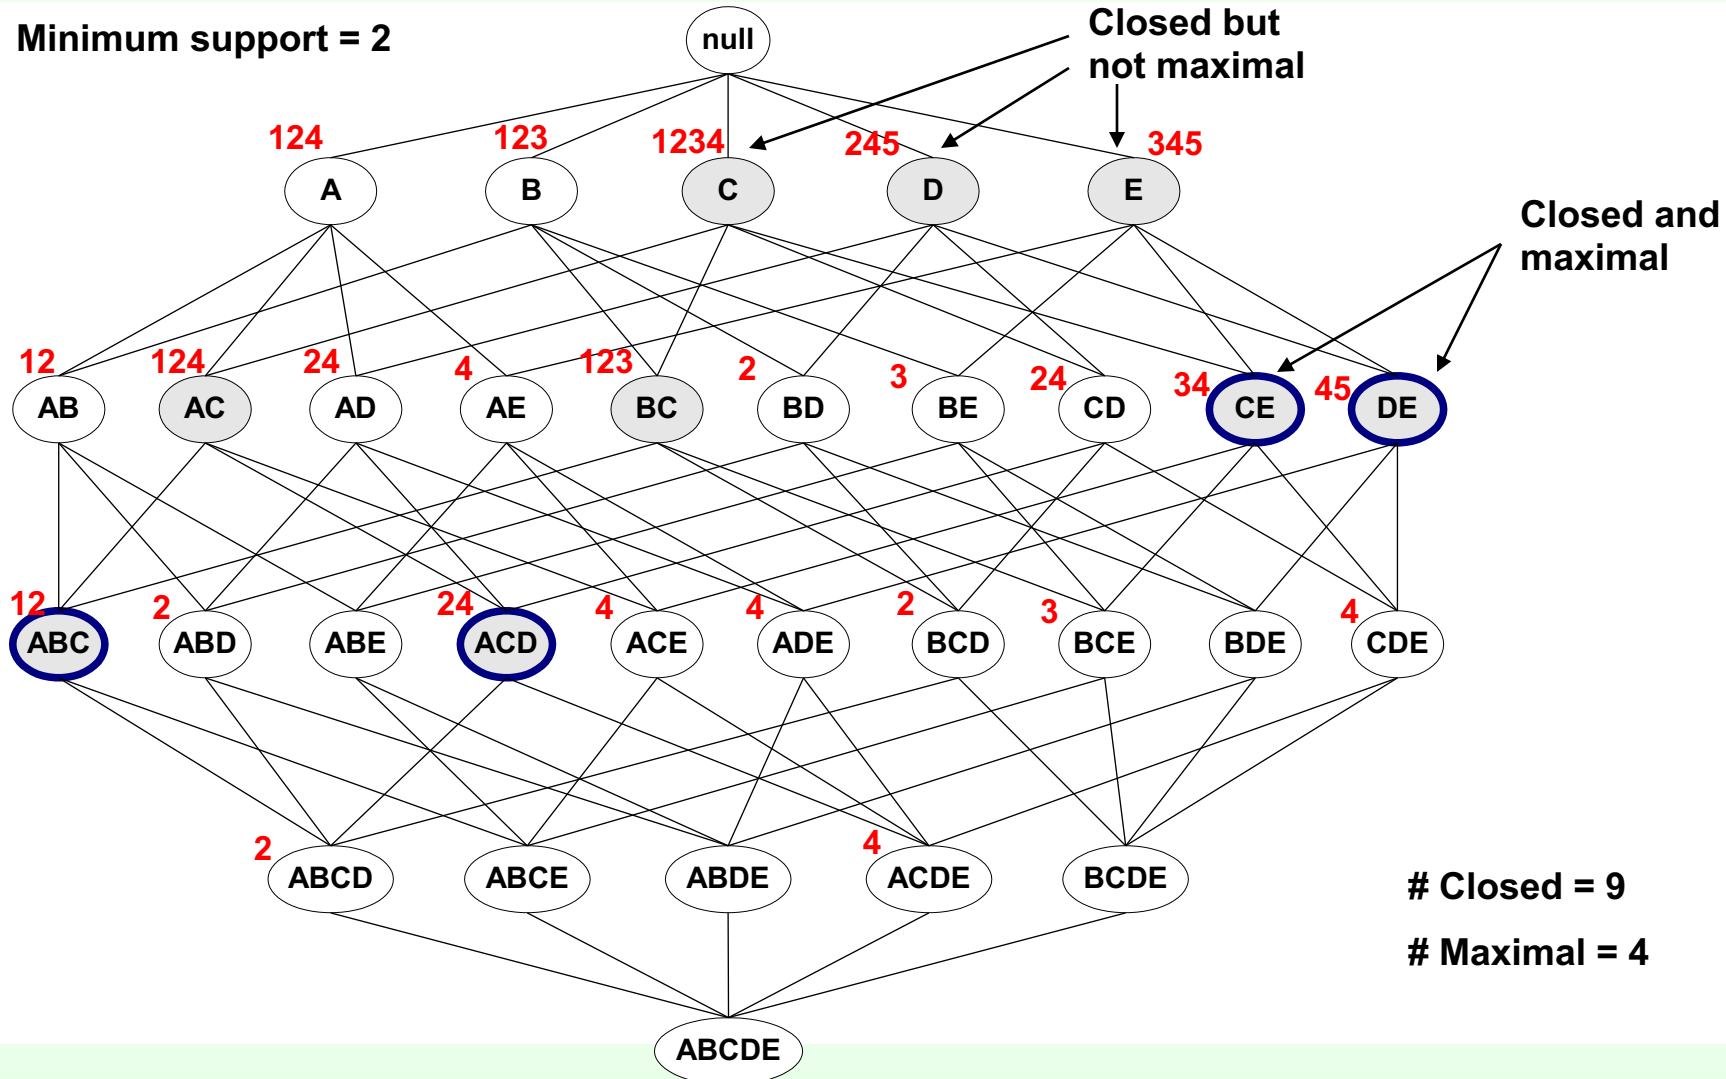 Minimum support = 2
null
Closed but
not maximal
124
123
1234
245
345
A
B
C
D
E
Closed and
maximal
12
124
24
4
123
2
3
24
34
45
AB
AC
AD
AE
BC
BD
BE
CD
CE
DE
12
2
24
4
4
2
3
4
ABC
ABD
ABE
ACD
ACE
ADE
BCD
BCE
BDE
CDE
2
4
ABCD
ABCE
ABDE
ACDE
BCDE
# Closed = 9
# Maximal = 4
ABCDE